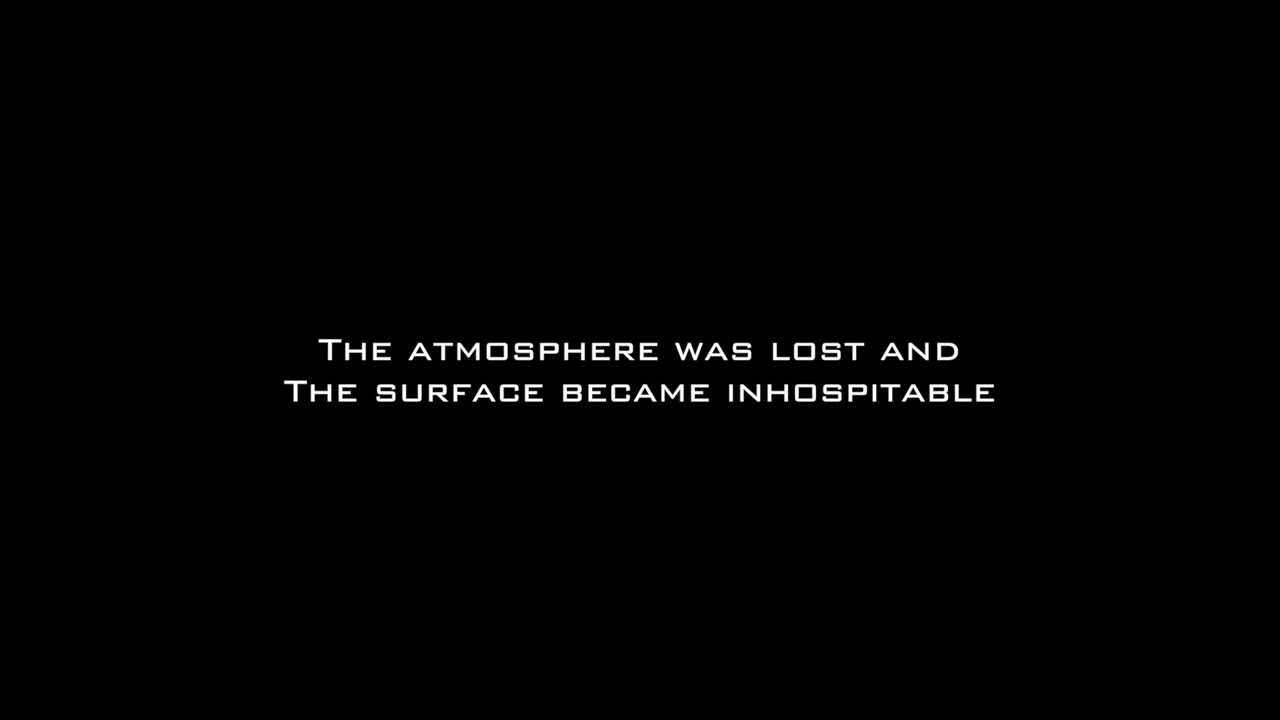 The atmosphere was lost and
The surface became inhospitable